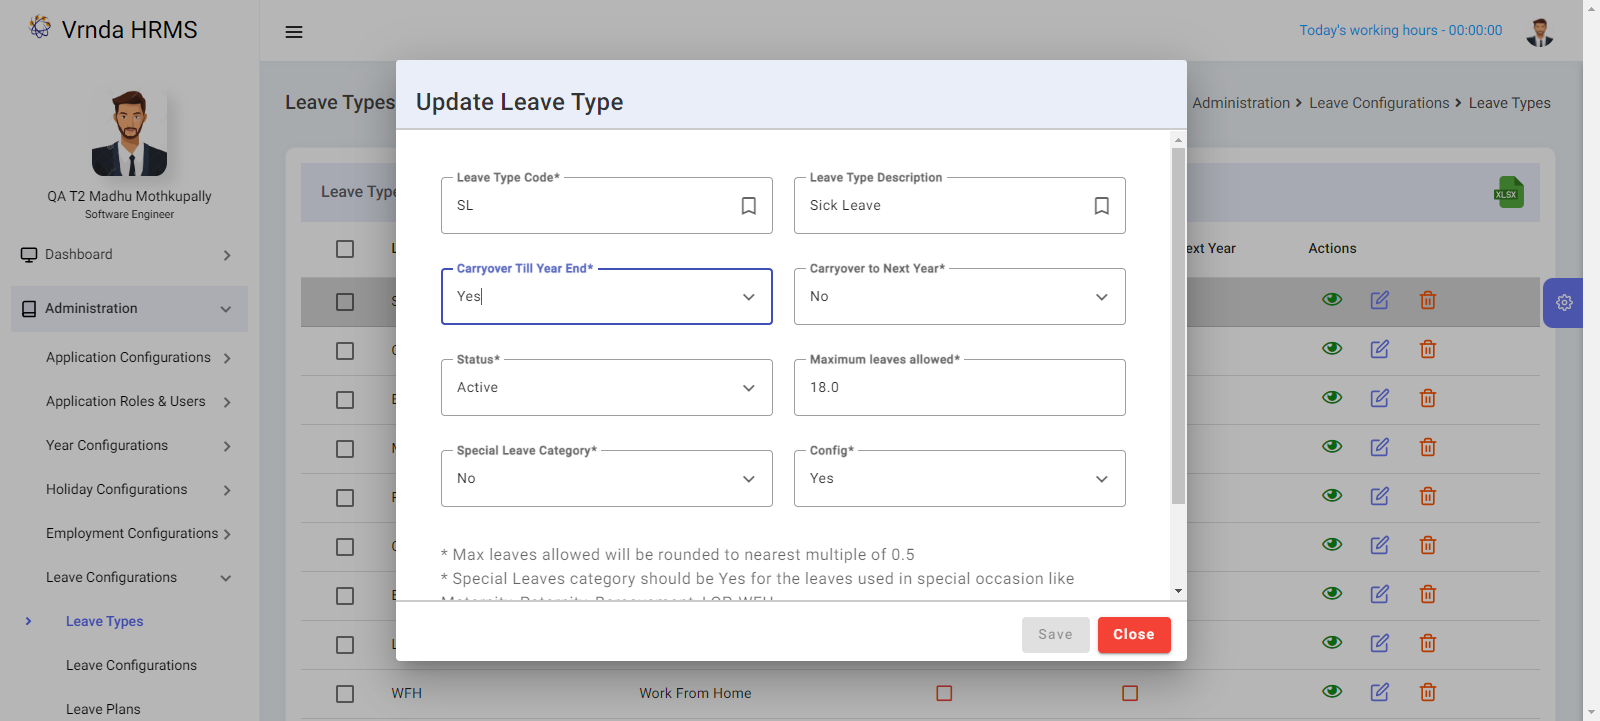 Vrnda HRMS
Today's working hours - 00:00:00
QA T2 Madhu Mothkupally
Software Engineer
Dashboard
Administration
Application Configurations
Application Roles & Users
Year Configurations
Holiday Configurations
Employment Configurations
Leave Configurations
Leave Types
Leave Configurations
Leave Plans
Leave Types
Administration > Leave Configurations > Leave Types
XLSX
ext Year
Actions
WFH
Work From Home
Update Leave Type
Leave Type Code*
SL
Leave Type Description
Sick Leave
Carryover Till Year End*
Yes
Carryover to Next Year*
No
Status*
Active
Maximum leaves allowed*
18.0
Special Leave Category*
No
Config*
Yes
* Max leaves allowed will be rounded to nearest multiple of 0.5
* Special Leaves category should be Yes for the leaves used in special occasion like
Maternity, Paternity, Bereavement, LOP, WFH
Save
Close